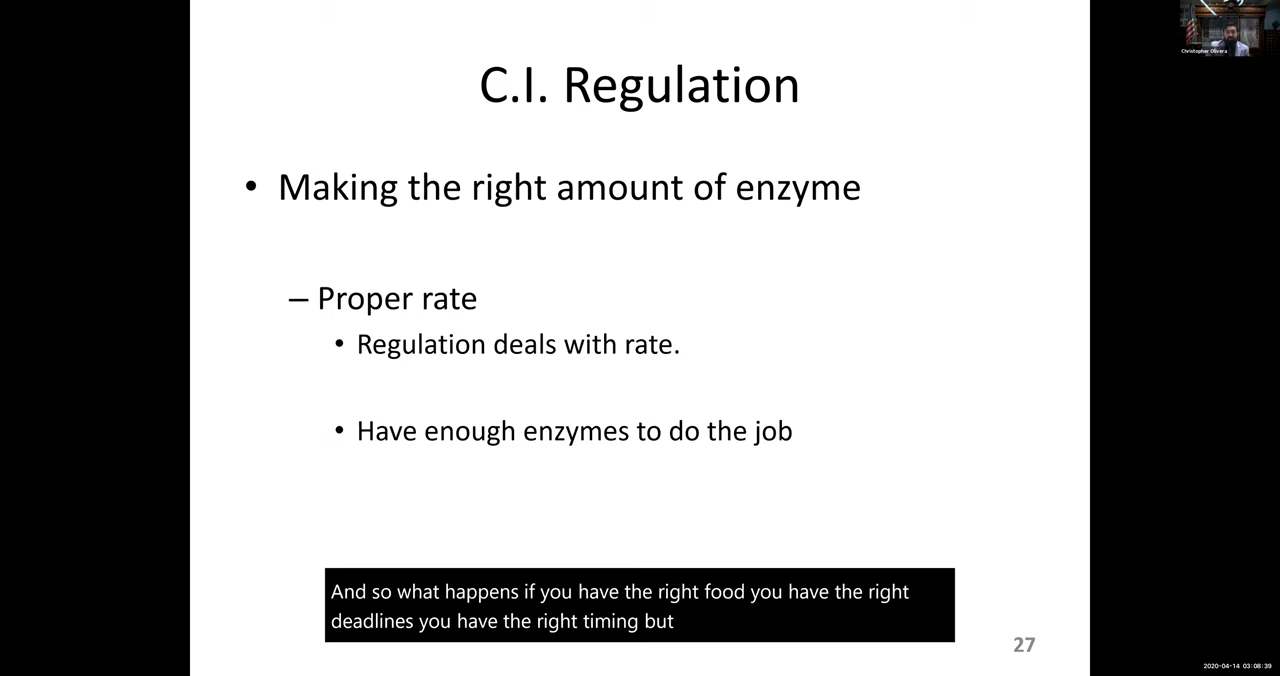 Christopher Olivera
C.I. Regulation
• Making the right amount of enzyme
– Proper rate
• Regulation deals with rate.
• Have enough enzymes to do the job
And so what happens if you have the right food you have the right
deadlines you have the right timing but
27
2020-04-14 03:08:39